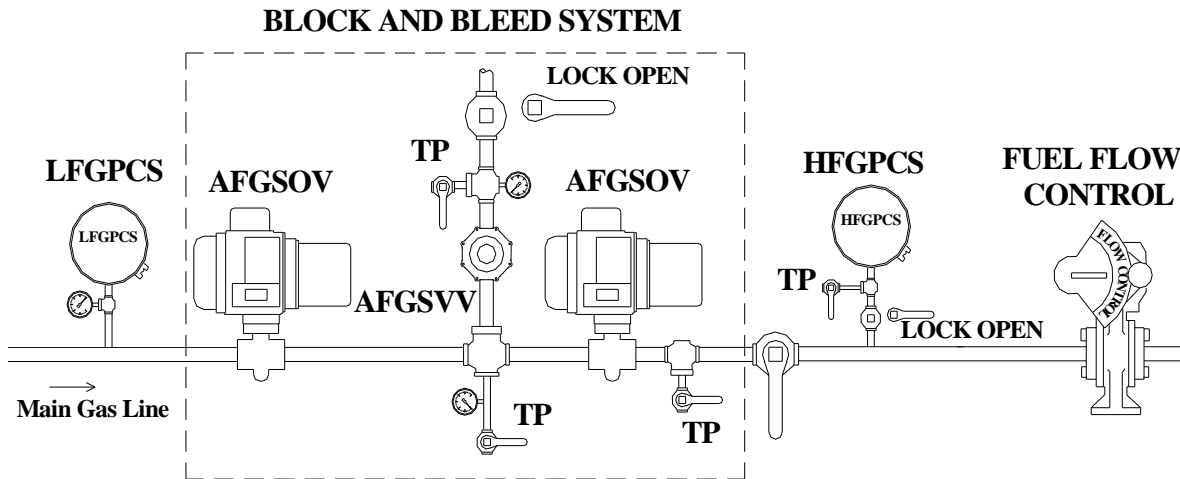 BLOCK AND BLEED SYSTEM
LOCK OPEN
TP
LFGPCS
AFGSOV
AFGSOV
HFGPCS
FUEL FLOW
CONTROL
LFGPCS
HFGPCS
FLOW CONTROL
TP
AFGSVV
LOCK OPEN
Main Gas Line
TP
TP